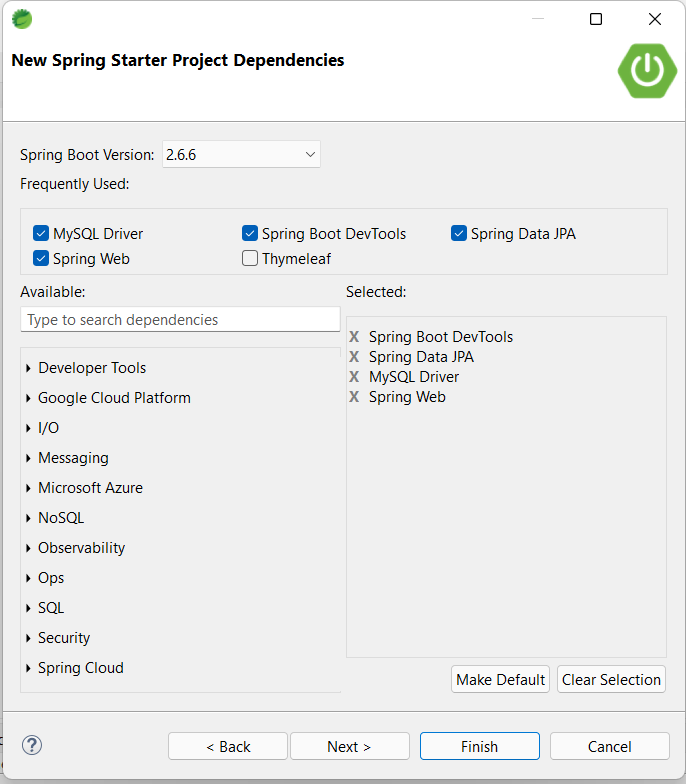 New Spring Starter Project Dependencies
Spring Boot Version: 2.6.6
Frequently Used:
MySQL Driver Spring Boot DevTools Spring Data JPA
Spring Web Thymeleaf
Available:
Type to search dependencies
Developer Tools
Google Cloud Platform
I/O
Messaging
Microsoft Azure
NoSQL
Observability
Ops
SQL
Security
Spring Cloud
Selected:
X Spring Boot DevTools
X Spring Data JPA
X MySQL Driver
X Spring Web
Make Default Clear Selection
? < Back Next > Finish Cancel